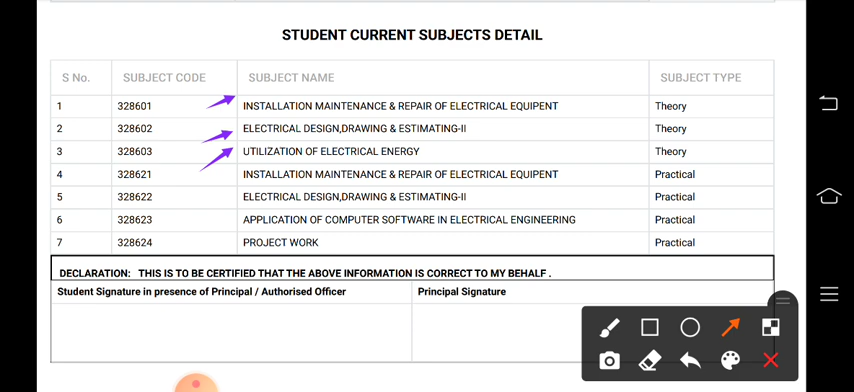 STUDENT CURRENT SUBJECTS DETAIL
S No. SUBJECT CODE SUBJECT NAME SUBJECT TYPE
1 328601 INSTALLATION MAINTENANCE & REPAIR OF ELECTRICAL EQUIPENT Theory
2 328602 ELECTRICAL DESIGN,DRAWING & ESTIMATING-II Theory
3 328603 UTILIZATION OF ELECTRICAL ENERGY Theory
4 328621 INSTALLATION MAINTENANCE & REPAIR OF ELECTRICAL EQUIPENT Practical
5 328622 ELECTRICAL DESIGN,DRAWING & ESTIMATING-II Practical
6 328623 APPLICATION OF COMPUTER SOFTWARE IN ELECTRICAL ENGINEERING Practical
7 328624 PROJECT WORK Practical
DECLARATION: THIS IS TO BE CERTIFIED THAT THE ABOVE INFORMATION IS CORRECT TO MY BEHALF .
Student Signature in presence of Principal / Authorised Officer Principal Signature